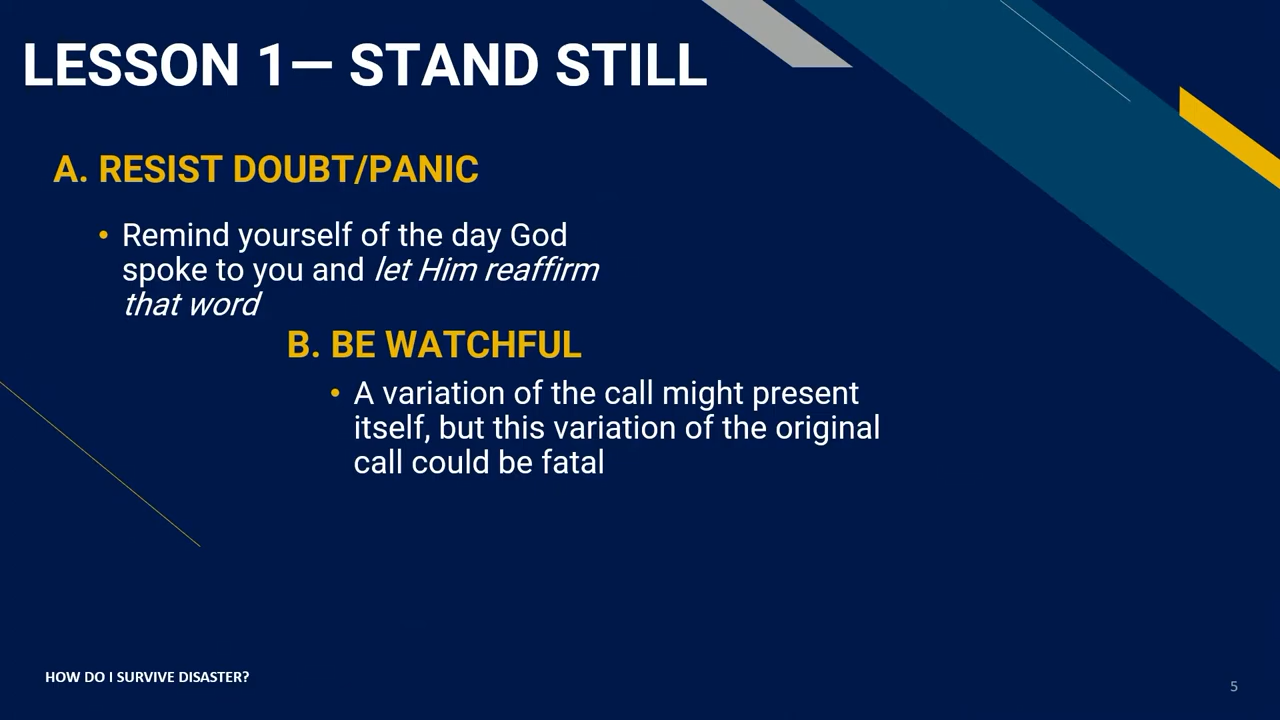 LESSON 1— STAND STILL
A. RESIST DOUBT/PANIC
• Remind yourself of the day God
spoke to you and let Him reaffirm
that word
B. BE WATCHFUL
• A variation of the call might present
itself, but this variation of the original
call could be fatal
HOW DO I SURVIVE DISASTER?
5